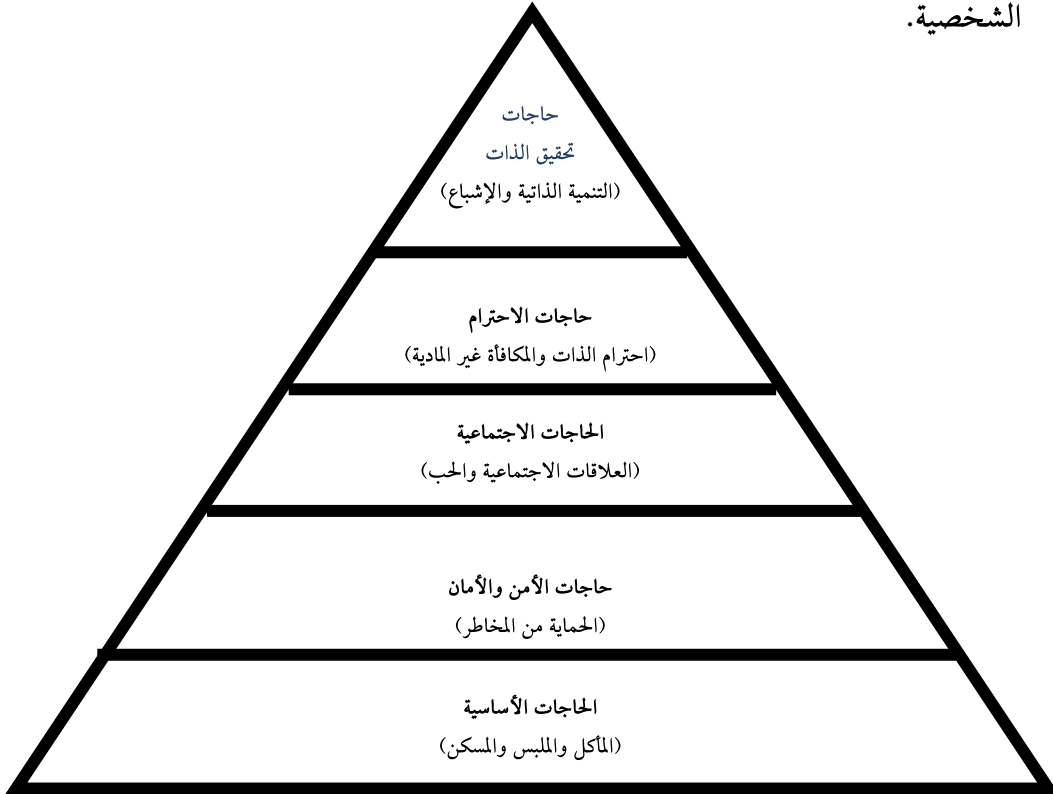 الشخصية.
حاجات
تحقيق الذات
(التنمية الذاتية والإشباع)
حاجات الاحترام
(احترام الذات والمكافأة غير المادية)
الحاجات الاجتماعية
(العلاقات الاجتماعية والحب)
حاجات الأمن والأمان
(الحماية من المخاطر)
الحاجات الأساسية
(المأكل والملبس والمسكن)